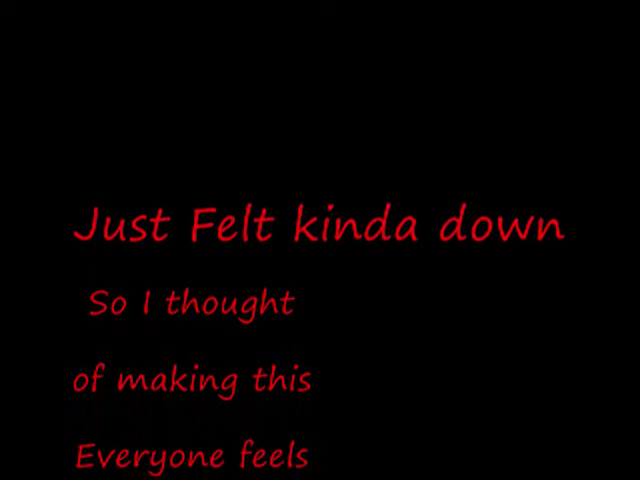 Just Felt kinda down
So I thought
of making this
Everyone feels